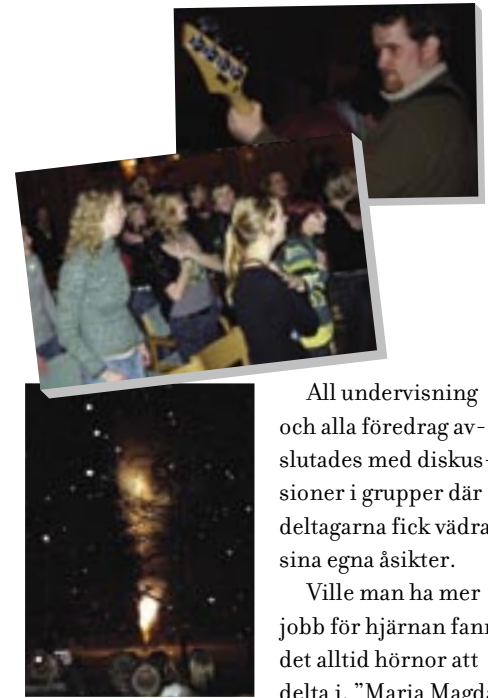 All undervisning
och alla föredrag av-
slutades med diskus-
sioner i grupper där
deltagarna fick vädra
sina egna åsikter.
Ville man ha mer
jobb för hjärnan fann
det alltid hörnor att
delta i. "Maria Magda